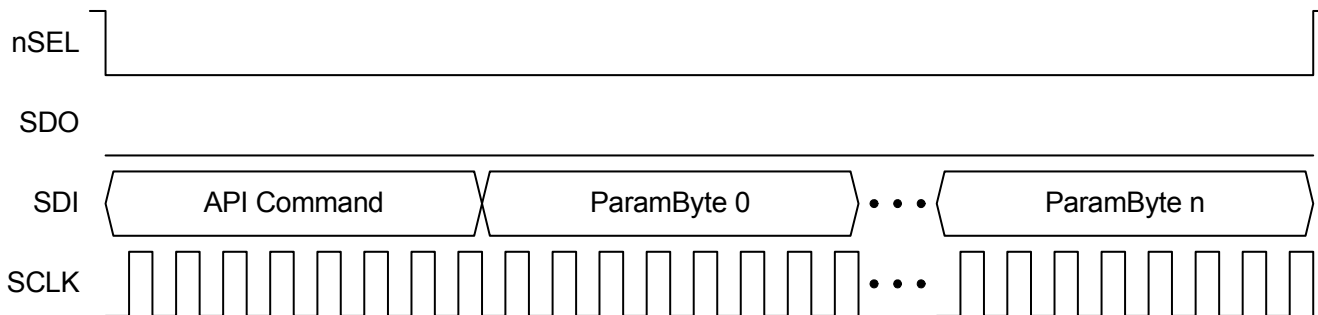 nSEL
SDO
SDI API Command ParamByte 0 • • • ParamByte n
SCLK • • •